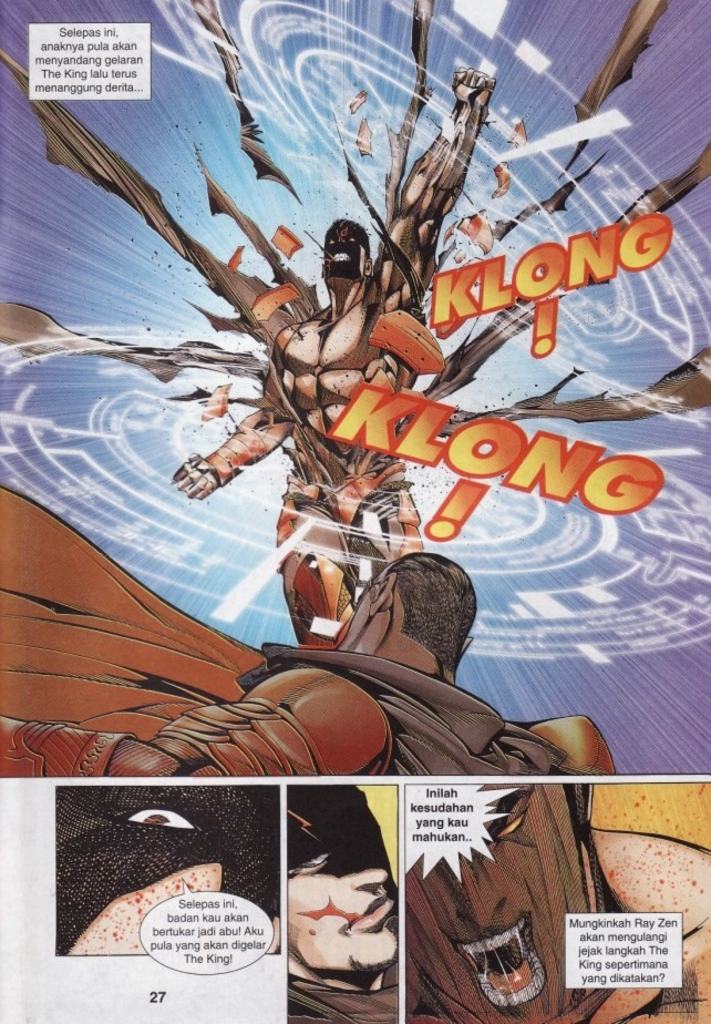 Selepas ini,
anaknya pula akan
menyandang gelaran
The King lalu terus
menanggung derita...
KLONG
!
KLONG
!
Selepas ini,
badan kau akan
bertukar jadi abu! Aku
pula yang akan digelar
The King!
Inilah
kesudahan
yang kau
mahukan..
Mungkinkah Ray Zen
akan mengulangi
jejak langkah The
King sepertimana
yang dikatakan?
27